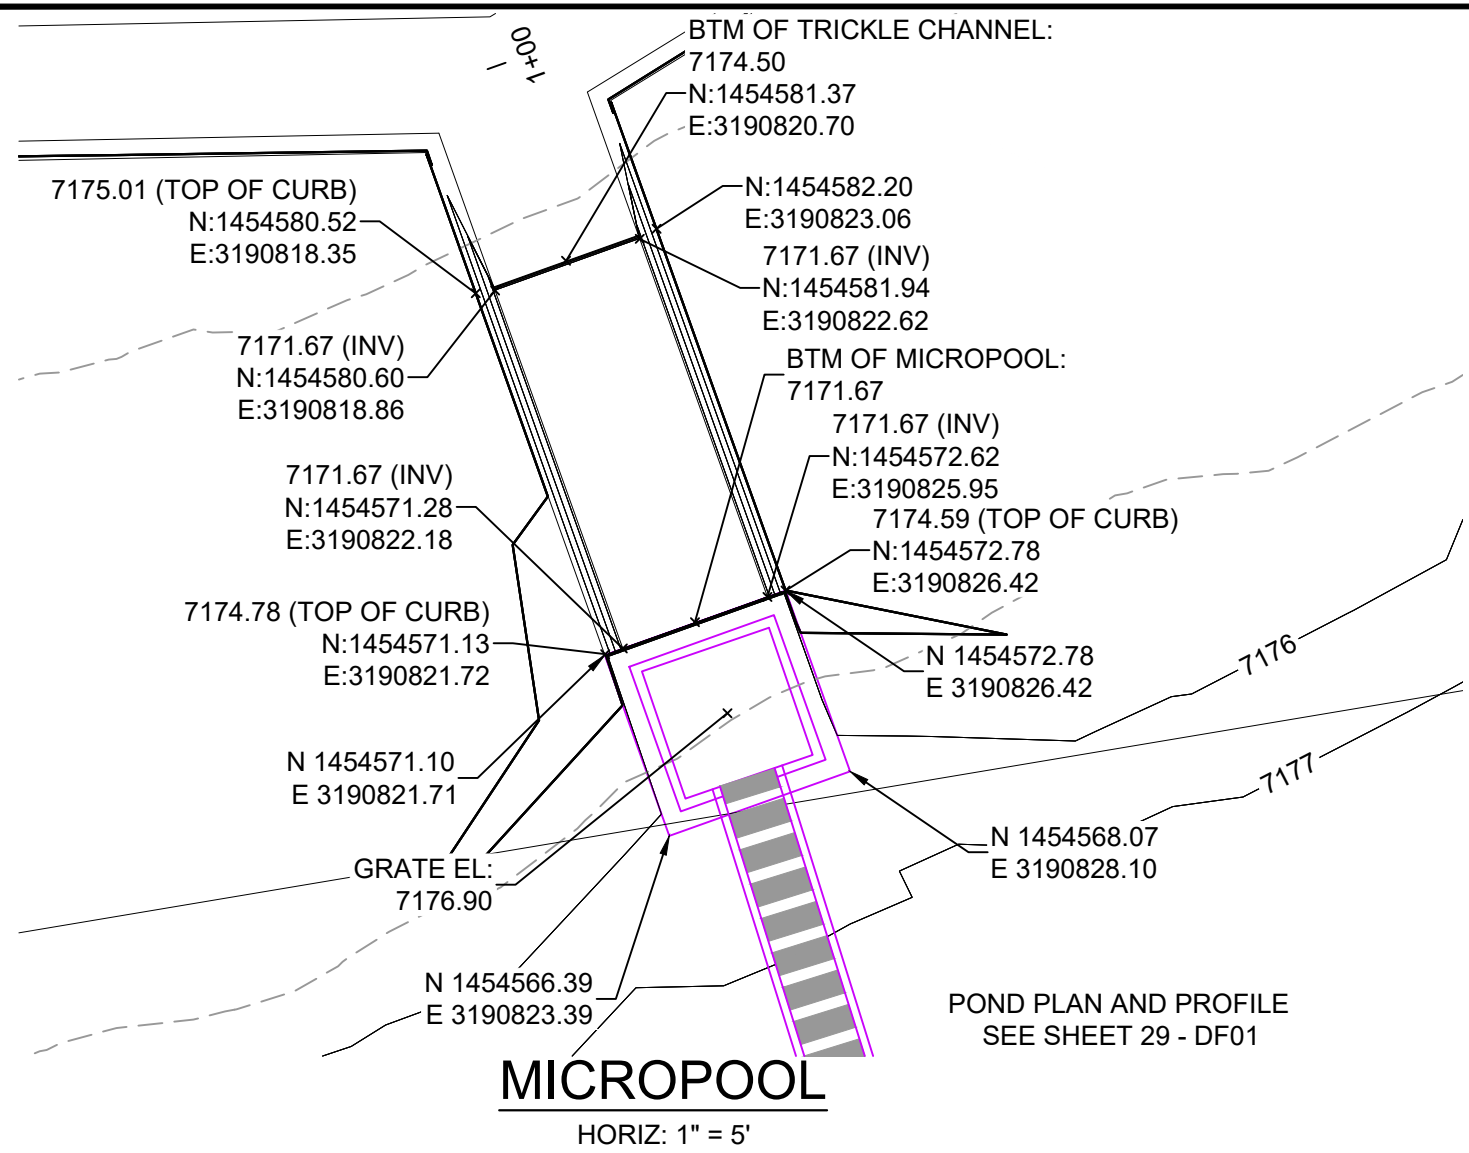 1+00
BTM OF TRICKLE CHANNEL:
7174.50
N:1454581.37
E:3190820.70
7175.01 (TOP OF CURB)
N:1454580.52
E:3190818.35
N:1454582.20
E:3190823.06
7171.67 (INV)
N:1454581.94
E:3190822.62
7171.67 (INV)
N:1454580.60
E:3190818.86
BTM OF MICROPOOL:
7171.67
7171.67 (INV)
N:1454572.62
E:3190825.95
7171.67 (INV)
N:1454571.28
E:3190822.18
7174.59 (TOP OF CURB)
N:1454572.78
E:3190826.42
7174.78 (TOP OF CURB)
N:1454571.13
E:3190821.72
N 1454572.78
E 3190826.42
7176
N 1454571.10
E 3190821.71
7177
N 1454568.07
E 3190828.10
GRATE EL:
7176.90
N 1454566.39
E 3190823.39
POND PLAN AND PROFILE
SEE SHEET 29 - DF01
MICROPOOL
HORIZ: 1" = 5'